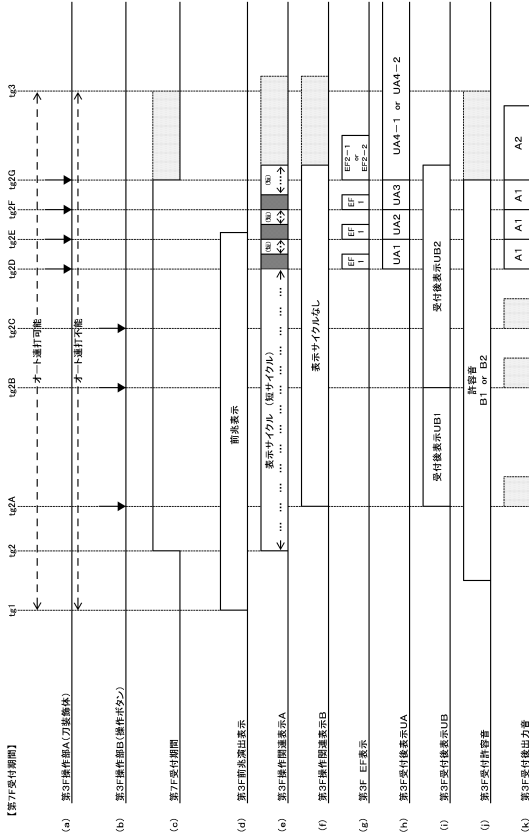 【第7F受付期間】
tg1
tg2
tg2A
tg2B
tg2C
tg2D
tg2E
tg2F
tg2G
tg3
オート連打可能
オート連打不能
(a) 第3F操作部A(刀装飾体)
(b) 第3F操作部B(操作ボタン)
(c) 第7F受付期間
(d) 第3F前兆演出表示
前兆表示
(e) 第3F操作関連表示A
表示サイクル (短サイクル)
(短)
(短)
(短)
(f) 第3F操作関連表示B
表示サイクルなし
(g) 第3F EF表示
EF1
EF1
EF1
EF2-1 or EF2-2
(h) 第3F受付後表示UA
UA1
UA2
UA3
UA4-1 or UA4-2
(i) 第3F受付後表示UB
受付後表示UB1
受付後表示UB2
(j) 第3F受付許容音
許容音
B1 or B2
(k) 第3F受付後出力音
A1
A1
A1
A2